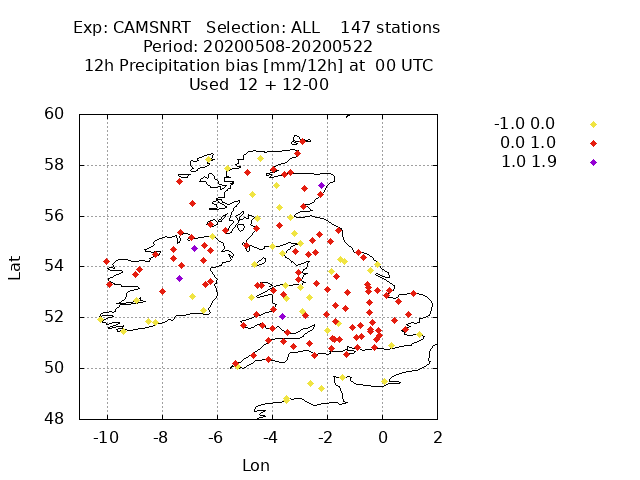 Exp: CAMSNRT   Selection: ALL    147 stations
Period: 20200508-20200522
12h Precipitation bias [mm/12h] at  00 UTC
Used  12 + 12-00
-1.0 0.0
0.0 1.0
1.0 1.9
60
58
56
54
52
50
48
Lat
-10 -8 -6 -4 -2 0 2
Lon